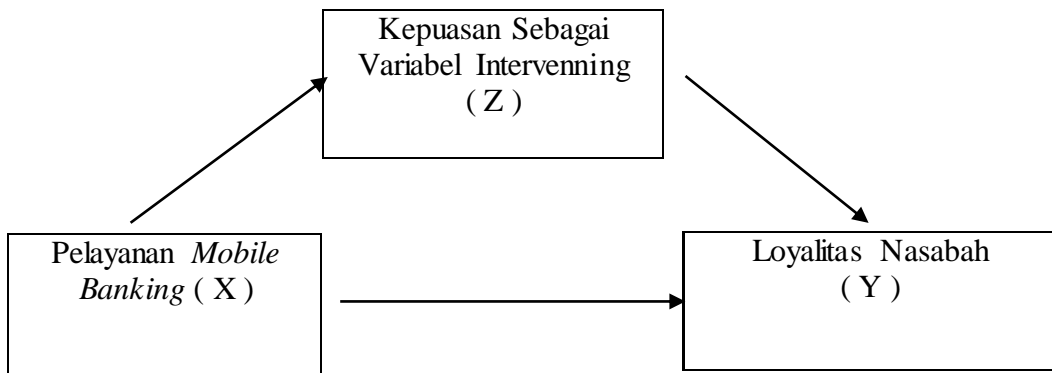 Kepuasan Sebagai
Variabel Intervenning
( Z )
Pelayanan Mobile
Banking ( X )
Loyalitas Nasabah
( Y )